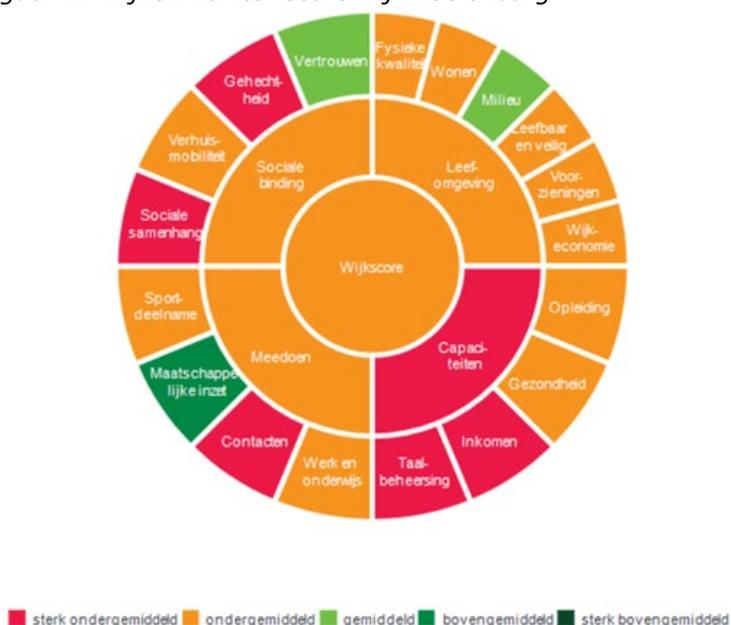 Vertrouwen
Fysieke
kwaliteit
Wonen
Milieu
Leefbaar
en veilig
Voor-
zieningen
Wijk-
economie
Opleiding
Gezondheid
Inkomen
Taal-
beheersing
Werk en
onderwijs
Contacten
Maatschappe
lijke inzet
Sport-
deelname
Sociale
samenhang
Verhuis-
mobiliteit
Gehecht-
heid
Sociale
binding
Leef-
omgeving
Wijkscore
Capaci-
teiten
Meedoen
sterk ondergemiddeld ondergemiddeld gemiddeld bovengemiddeld sterk bovengemiddeld